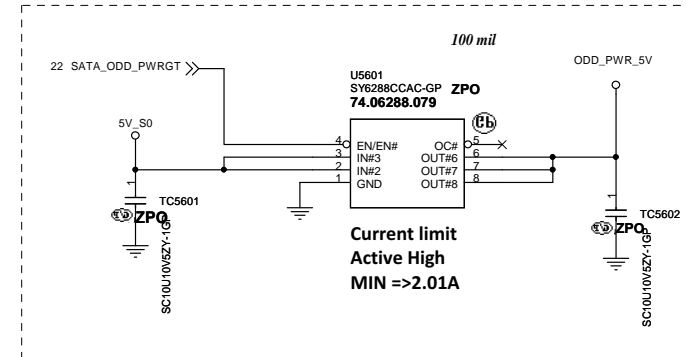 100 mil
22 SATA_ODD_PWRGT
ODD_PWR_5V
U5601
SY6288CCAC-GP ZPO
74.06288.079
5V_S0
4 EN/EN# OC# 5
3 IN#3 OUT#6 6
2 IN#2 OUT#7 7
1 GND OUT#8 8
1
TC5601
ZPO
SC10U10V5ZY-1GP
1
TC5602
ZPO
SC10U10V5ZY-1GP
Current limit
Active High
MIN =>2.01A